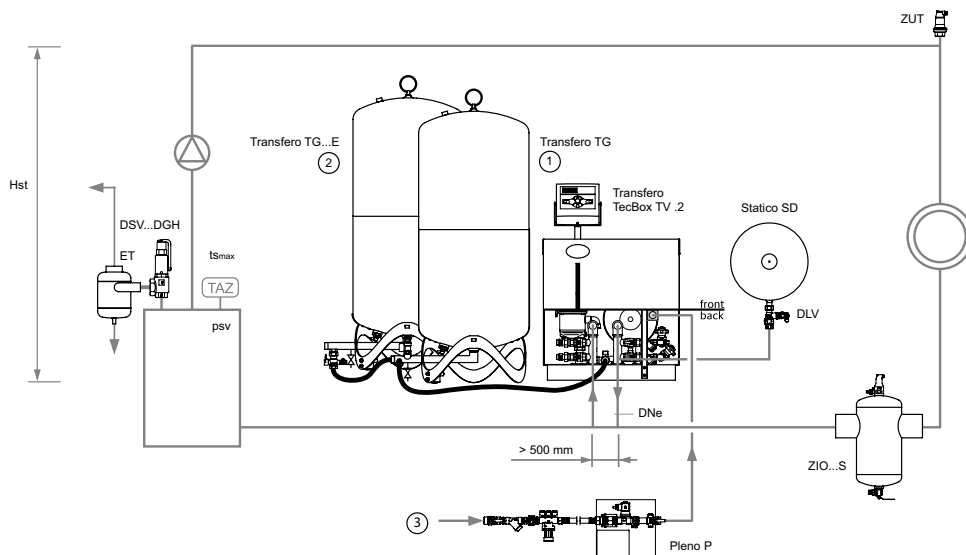 ZUT
Transfero TG...E
2
Transfero TG
1
Hst
Transfero
TecBox TV .2
Statico SD
DSV...DGH
ET
tsmax
TAZ
front
back
DLV
psv
DNe
> 500 mm
ZIO...S
3
Pleno P